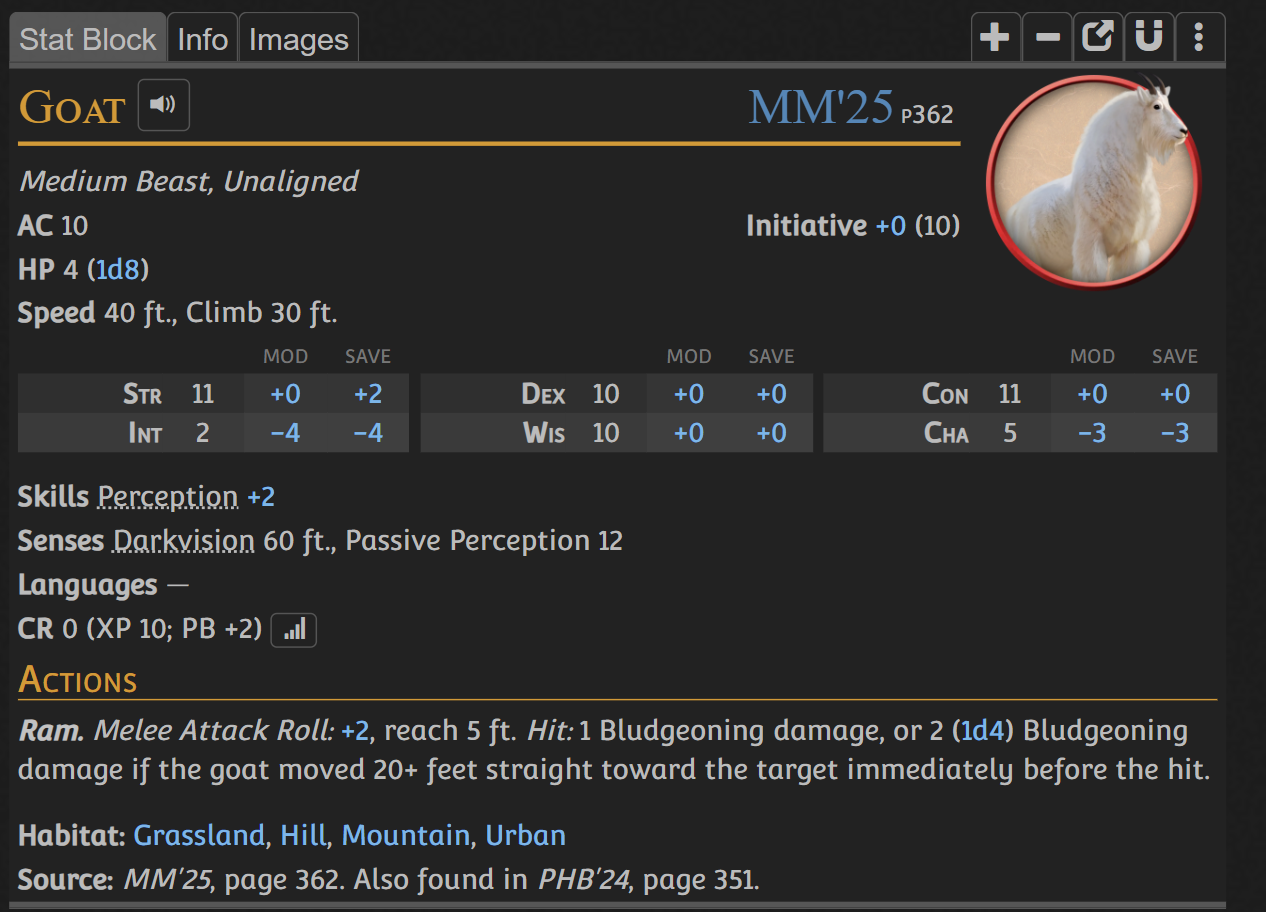 Stat Block Info Images
GOAT MM'25 P362
Medium Beast, Unaligned
AC 10 Initiative +0 (10)
HP 4 (1d8)
Speed 40 ft., Climb 30 ft.
MOD SAVE MOD SAVE MOD SAVE
STR 11 +0 +2 DEX 10 +0 +0 CON 11 +0 +0
INT 2 −4 −4 WIS 10 +0 +0 CHA 5 −3 −3
Skills Perception +2
Senses Darkvision 60 ft., Passive Perception 12
Languages —
CR 0 (XP 10; PB +2)
ACTIONS
Ram. Melee Attack Roll: +2, reach 5 ft. Hit: 1 Bludgeoning damage, or 2 (1d4) Bludgeoning
damage if the goat moved 20+ feet straight toward the target immediately before the hit.
Habitat: Grassland, Hill, Mountain, Urban
Source: MM'25, page 362. Also found in PHB'24, page 351.